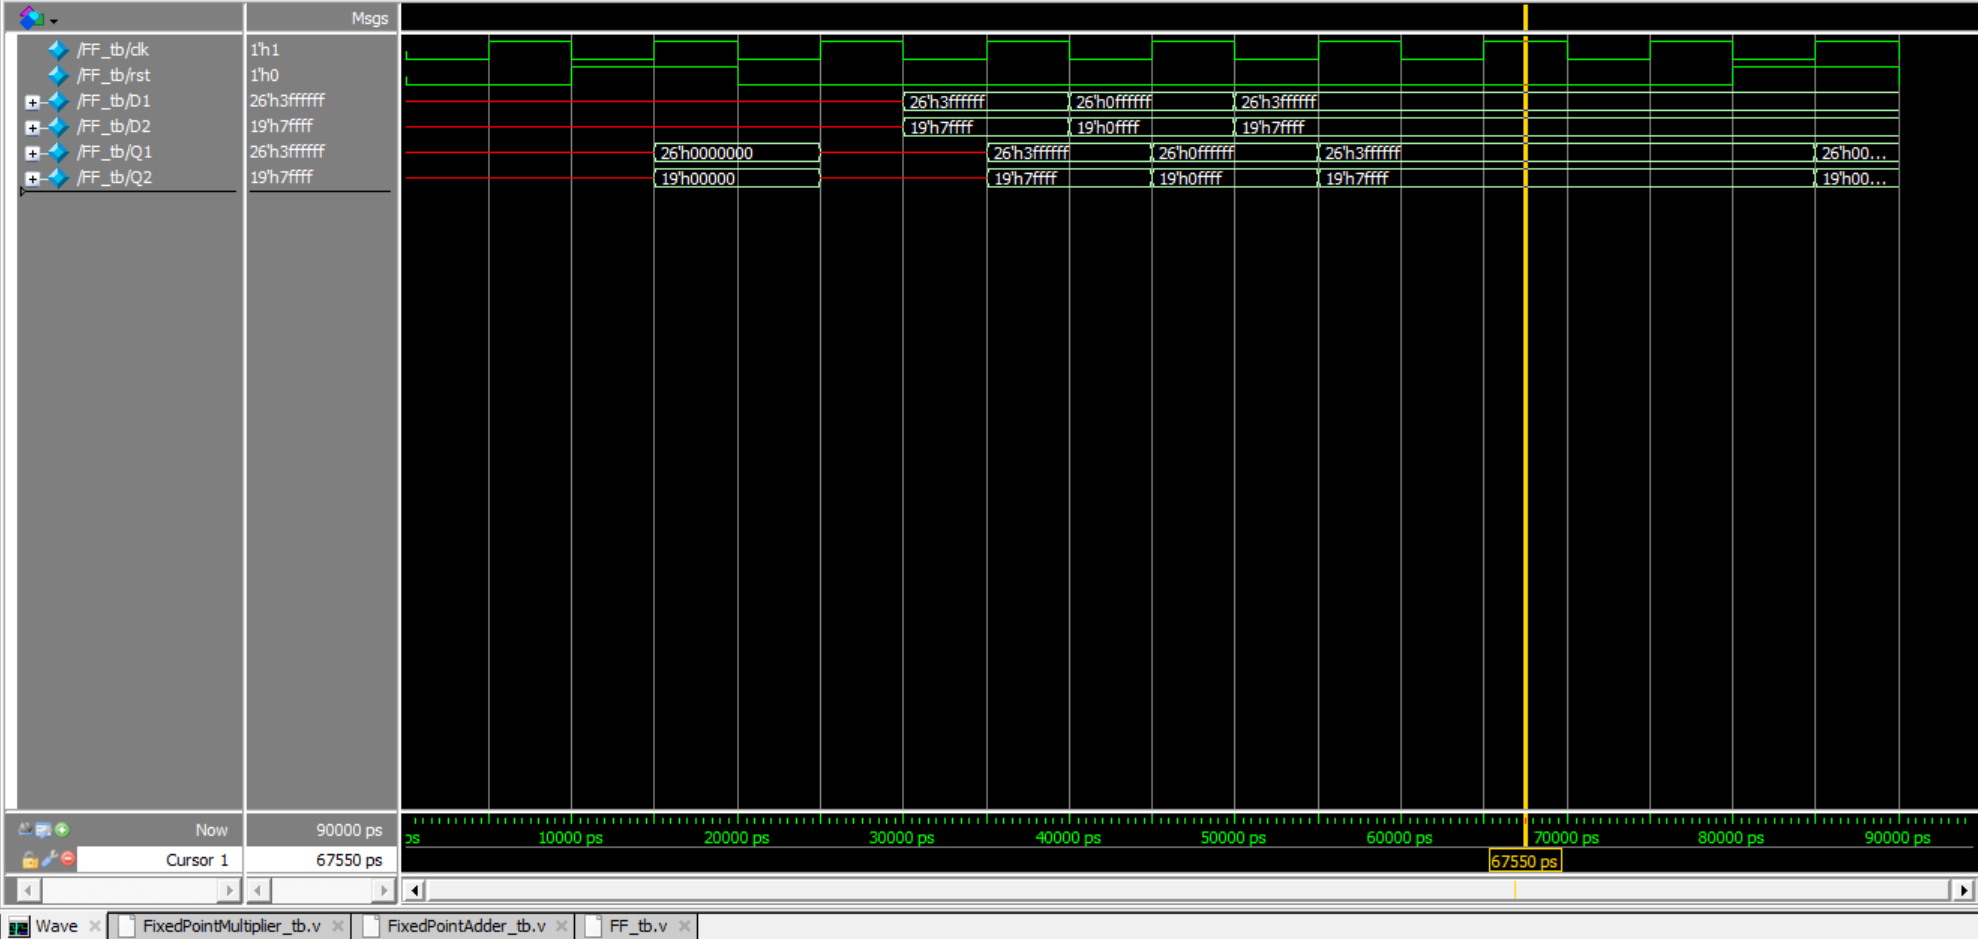 Msgs
/FF_tb/clk 1'h1
/FF_tb/rst 1'h0
/FF_tb/D1 26'h3ffffff 26'h3ffffff 26'h0ffffff 26'h3ffffff
/FF_tb/D2 19'h7ffff 19'h7ffff 19'h0ffff 19'h7ffff
/FF_tb/Q1 26'h3ffffff 26'h0000000 26'h3ffffff 26'h0ffffff 26'h3ffffff 26'h00...
/FF_tb/Q2 19'h7ffff 19'h00000 19'h7ffff 19'h0ffff 19'h7ffff 19'h00...
Now 90000 ps ps 10000 ps 20000 ps 30000 ps 40000 ps 50000 ps 60000 ps 70000 ps 80000 ps 90000 ps
Cursor 1 67550 ps 67550 ps
Wave FixedPointMultiplier_tb.v FixedPointAdder_tb.v FF_tb.v